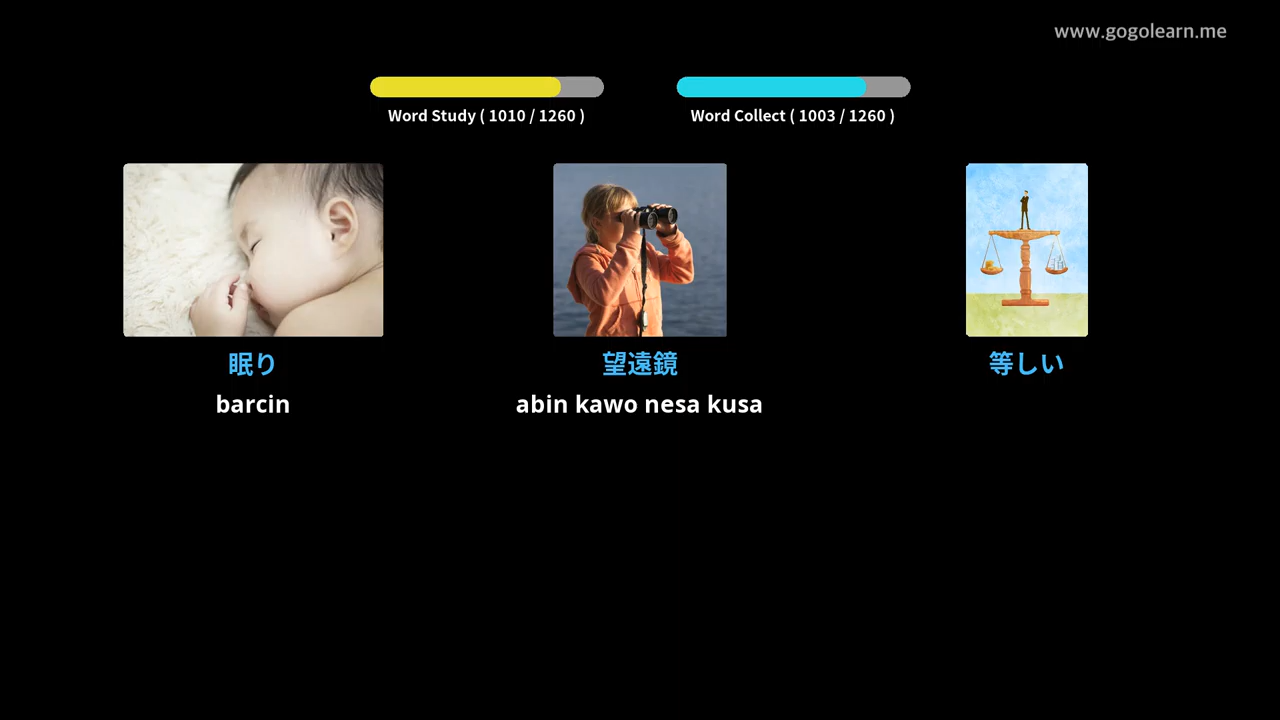 www.gogolearn.me
Word Study ( 1010 / 1260 )
Word Collect ( 1003 / 1260 )
眠り
望遠鏡
等しい
barcin
abin kawo nesa kusa